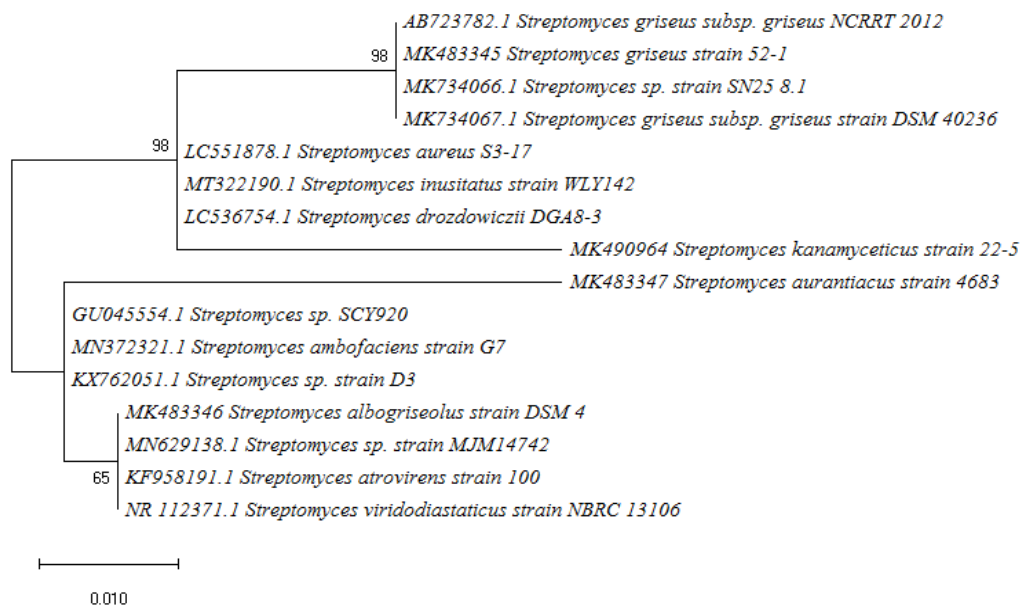 AB723782.1 Streptomyces griseus subsp. griseus NCRRT 2012
98
MK483345 Streptomyces griseus strain 52-1
MK734066.1 Streptomyces sp. strain SN25 8.1
MK734067.1 Streptomyces griseus subsp. griseus strain DSM 40236
98
LC551878.1 Streptomyces aureus S3-17
MT322190.1 Streptomyces inusitatus strain WLY142
LC536754.1 Streptomyces drozdowiczii DGA8-3
MK490964 Streptomyces kanamyceticus strain 22-5
MK483347 Streptomyces aurantiacus strain 4683
GU045554.1 Streptomyces sp. SCY920
MN372321.1 Streptomyces ambofaciens strain G7
KX762051.1 Streptomyces sp. strain D3
MK483346 Streptomyces albogriseolus strain DSM 4
MN629138.1 Streptomyces sp. strain MJM14742
65
KF958191.1 Streptomyces atrovirens strain 100
NR 112371.1 Streptomyces viridodiastaticus strain NBRC 13106
0.010